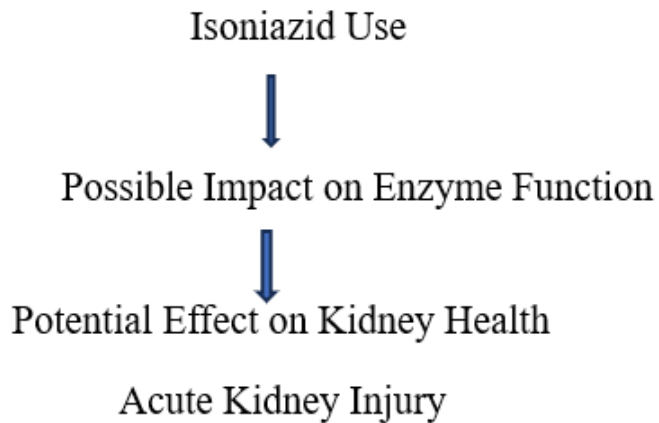 Isoniazid Use
Possible Impact on Enzyme Function
Potential Effect on Kidney Health
Acute Kidney Injury